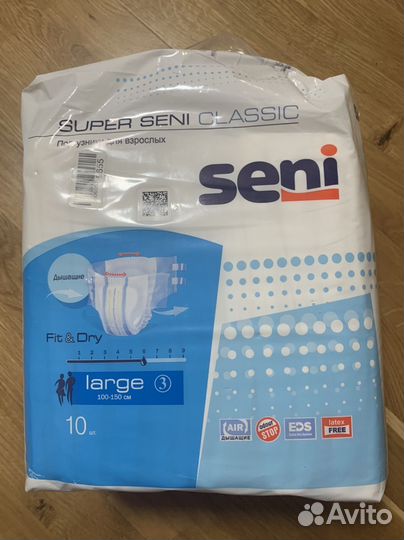 SUPER SENI CLASSIC
для взрослых
seni
Дышащие
Fit & Dry
1 2 3 4 5 6 7 8 9
large 3
100-150 см
10 шт.
AIR
ДЫШАЩИЕ
odour
STOP
EDS
latex
FREE
Avito